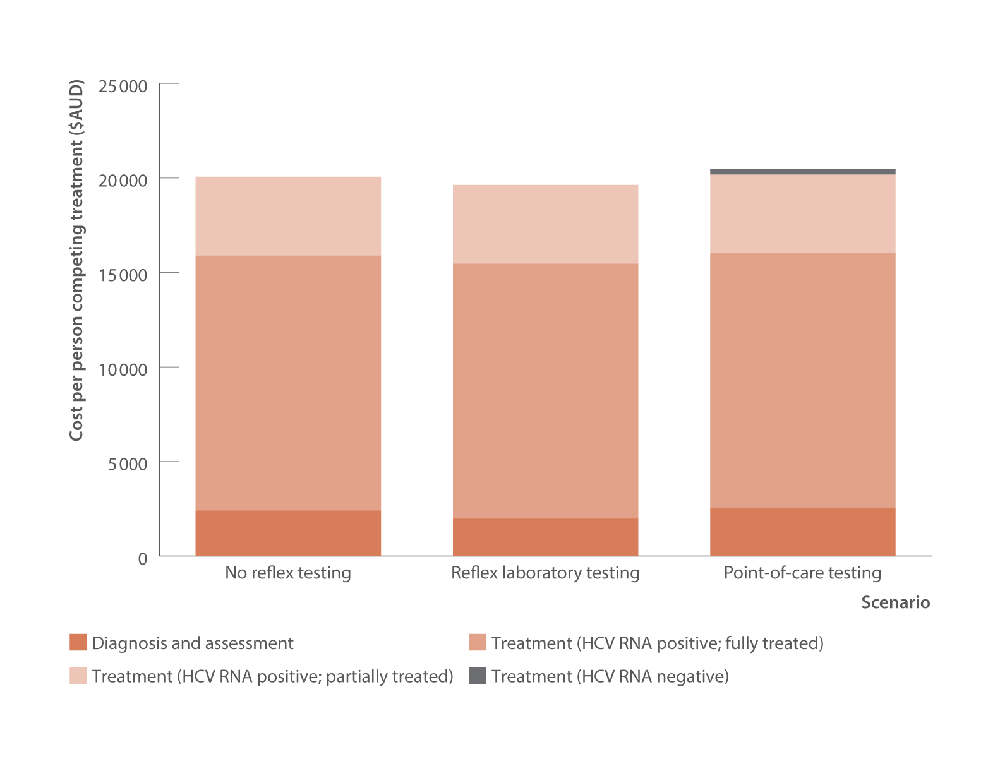 Cost per person competing treatment ($AUD)
25 000
20 000
15 000
10 000
5 000
0
No reflex testing
Reflex laboratory testing
Point-of-care testing
Scenario
Diagnosis and assessment
Treatment (HCV RNA positive; fully treated)
Treatment (HCV RNA positive; partially treated)
Treatment (HCV RNA negative)